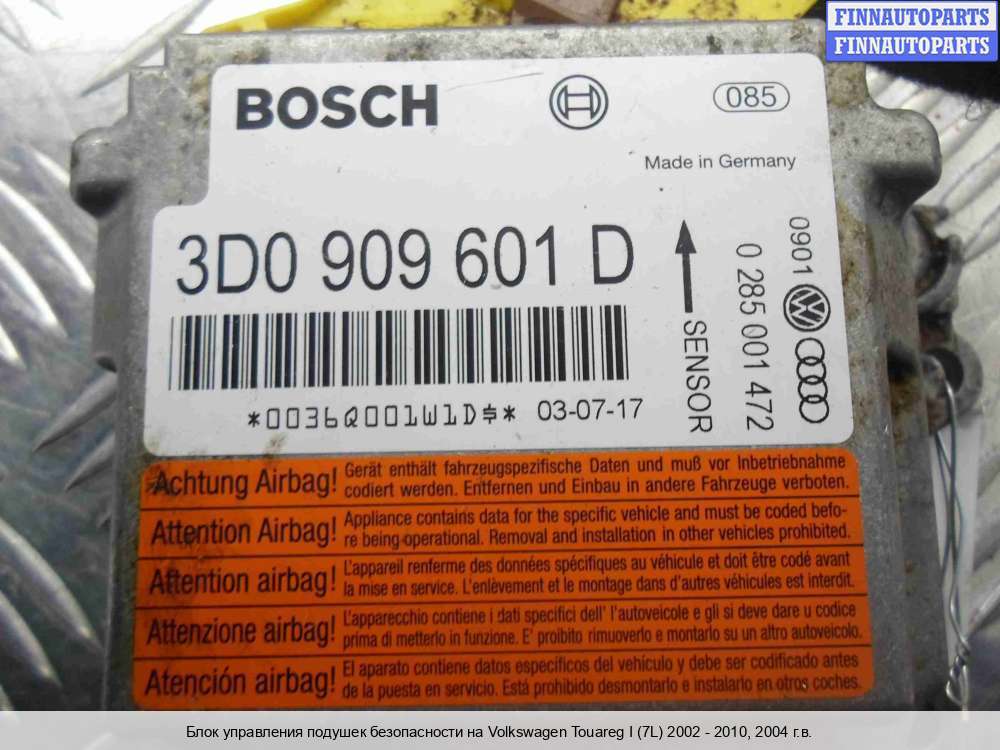 FINNAUTOPARTS
FINNAUTOPARTS
BOSCH
085
Made in Germany
3D0 909 601 D
SENSOR
0 285 001 472
0901
*0036Q001W1D$* 03-07-17
Achtung Airbag! Gerät enthält fahrzeugspezifische Daten und muß vor Inbetriebnahme
codiert werden. Entfernen und Einbau in andere Fahrzeuge verboten.
Attention Airbag! Appliance contains data for the specific vehicle and must be coded befo-
re being operational. Removal and installation in other vehicles prohibited.
Attention airbag! L'appareil renferme des données spécifiques au véhicule et doit être codé avant
la mise en service. L'enlèvement et le montage dans d'autres véhicules est interdit.
Attenzione airbag! L'apparecchio contiene i dati specifici dell' l'autoveicole e gli si deve dare u codice
prima di metterlo in funzione. E' proibito rimuoverlo e montarlo su un altro autoveicolo.
Atención airbag! El aparato contiene datos especificos del vehículo y debe ser codificado antes
de la puesta en servicio. Está prohibido desmontarlo e instalarlo en otros coches.
Блок управления подушек безопасности на Volkswagen Touareg I (7L) 2002 - 2010, 2004 г.в.